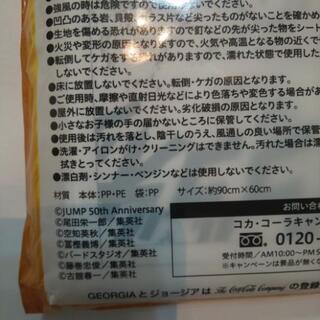 強風の時は危険ですので使用しないでください。
●凹凸のある岩、貝殻、ガラス片など尖ったものがないことを確かめ
●生地を傷める恐れがありますので釘などの先が尖った物をシート
●火災や変形の原因となりますので、火気や高温となる物の近くで
●転倒してケガをする恐れがありますので、濡れた状態で使用しな
いでください。
●床に放置しないでください。転倒・ケガの原因となります。
●ご使用時、摩擦や直射日光などにより色落ちや変色する場合があ
●屋外に放置しないでください。劣化破損の原因となります。
●小さなお子様の手の届かないところに保管してください。
●使用後は汚れを落とし、陰干しのうえ、風通しの良い場所で保管
●洗濯・アイロンがけ・クリーニングはできません。汚れた場合は濡
拭きとってください。
●漂白剤・シンナー・ベンジンなどは使用しないでください。
材質 本体:PP・PE 袋:PP サイズ:約90cm×60cm
©JUMP 50th Anniversary
©尾田栄一郎/集英社
©空知英秋/集英社
©冨樫義博/集英社
©バードスタジオ/集英社
©藤巻忠俊/集英社
©古舘春一/集英社
お問い合
コカ・コーラキャン
0120-
受付時間/AM10:00〜PM5
※キャンペーン賞品が無くな
GEORGIAとジョージアは The Coca-Cola Company の登録